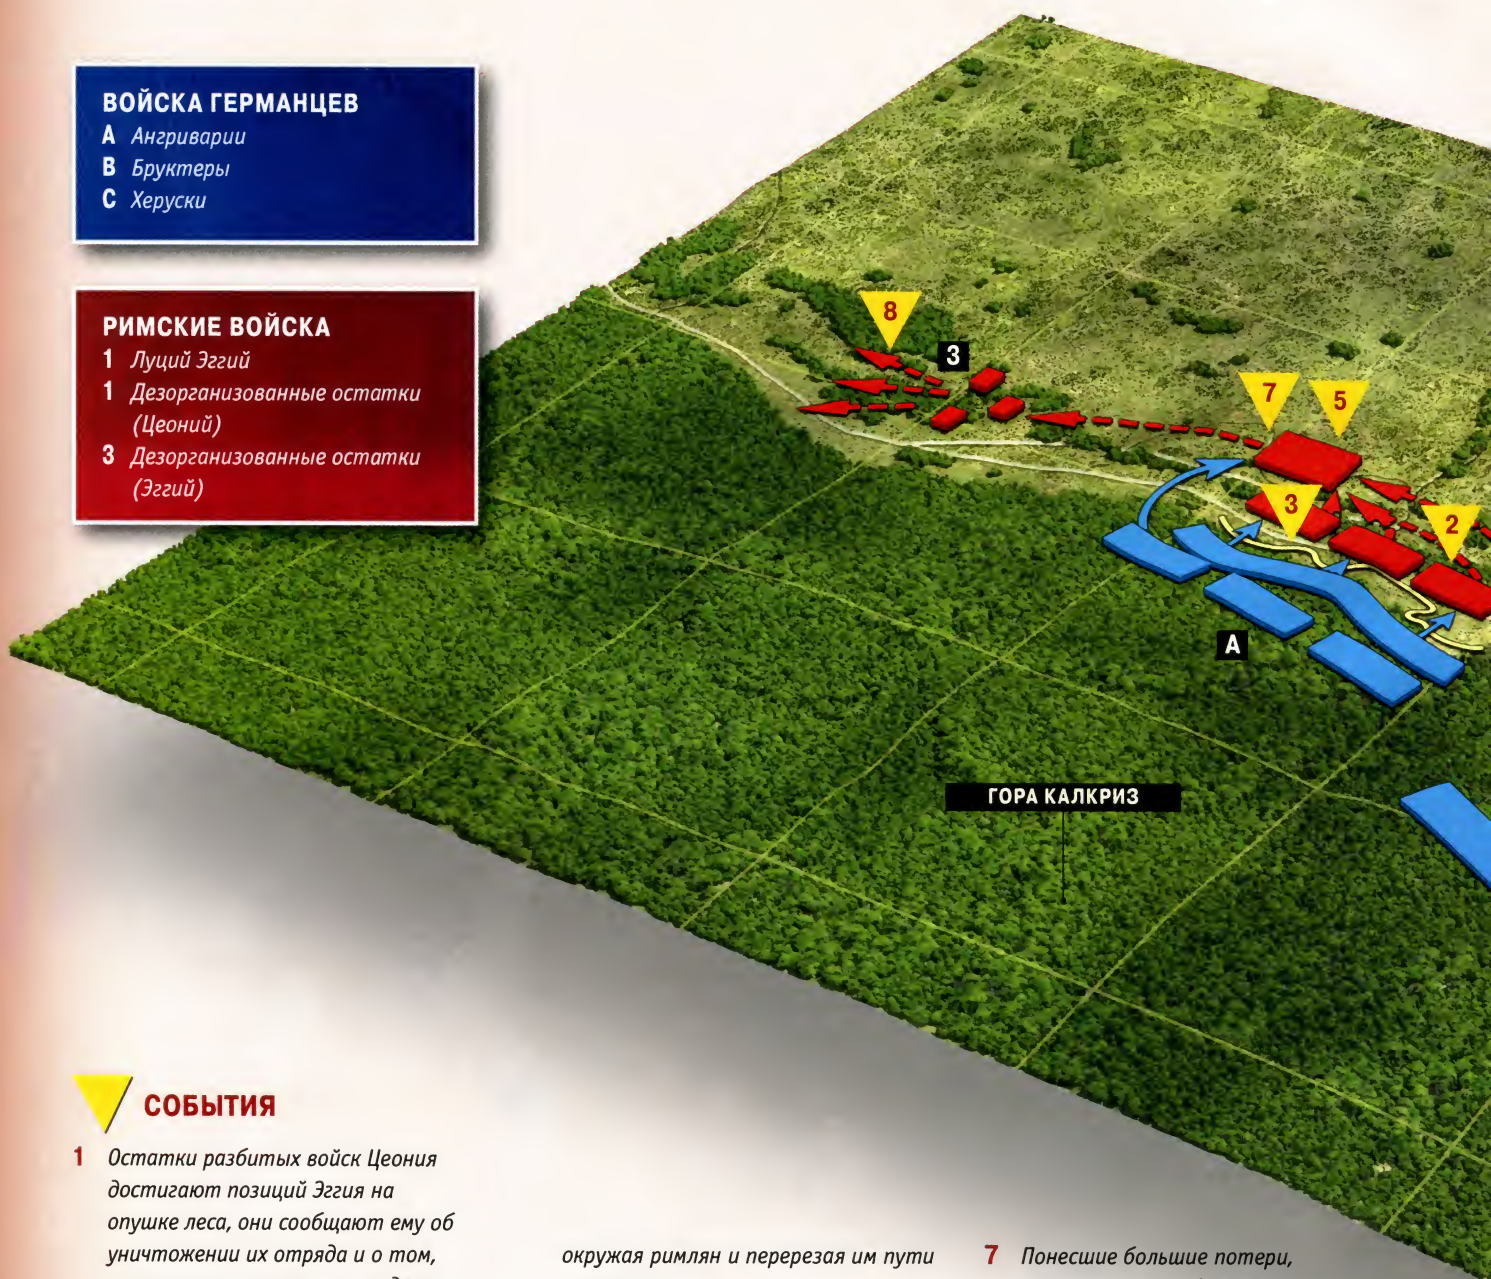 ВОЙСКА ГЕРМАНЦЕВ
A Ангриварии
B Бруктеры
C Херуски
РИМСКИЕ ВОЙСКА
1 Луций Эггий
1 Дезорганизованные остатки
(Цеоний)
3 Дезорганизованные остатки
(Эггий)
8
3
7
5
3
2
A
ГОРА КАЛКРИЗ
СОБЫТИЯ
1 Остатки разбитых войск Цеония
достигают позиций Эггия на
опушке леса, они сообщают ему об
уничтожении их отряда и о том,
окружая римлян и перерезая им пути
7 Понесшие большие потери,